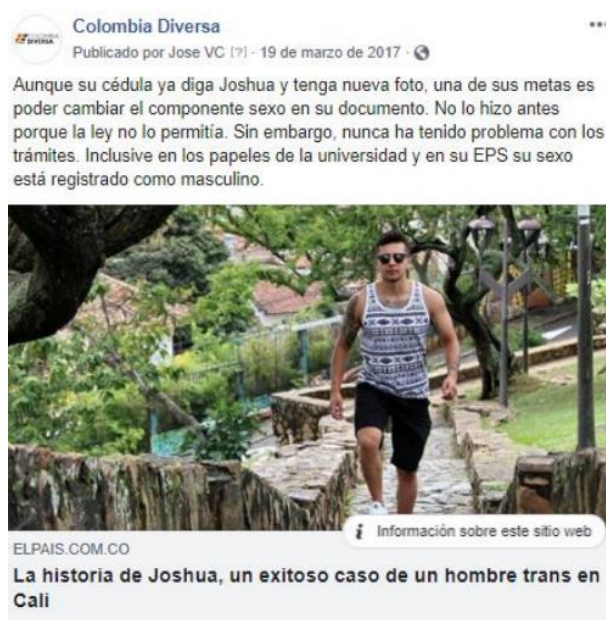 Colombia Diversa
Publicado por Jose VC [?] · 19 de marzo de 2017 ·
Aunque su cédula ya diga Joshua y tenga nueva foto, una de sus metas es
poder cambiar el componente sexo en su documento. No lo hizo antes
porque la ley no lo permitía. Sin embargo, nunca ha tenido problema con los
trámites. Inclusive en los papeles de la universidad y en su EPS su sexo
está registrado como masculino.
Información sobre este sitio web
ELPAIS.COM.CO
La historia de Joshua, un exitoso caso de un hombre trans en
Cali